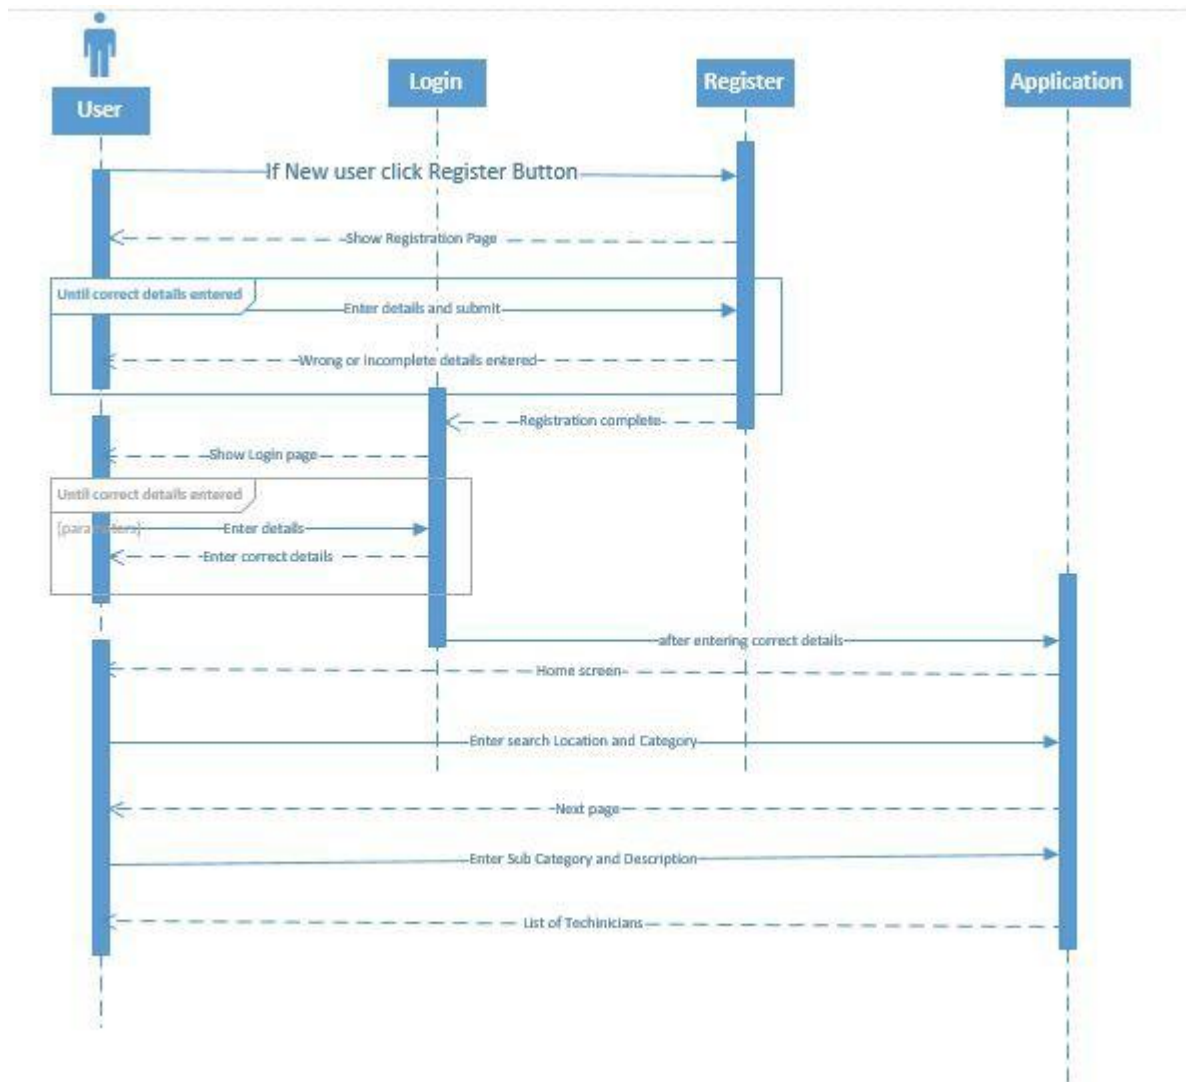 User
Login
Register
Application
If New user click Register Button
Show Registration Page
Until correct details entered
Enter details and submit
Wrong or Incomplete details entered
Registration complete
Show Login page
Until correct details entered
[parameters]
Enter details
Enter correct details
after entering correct details
Home screen
Enter search Location and Category
Next page
Enter Sub Category and Description
List of Techinicians